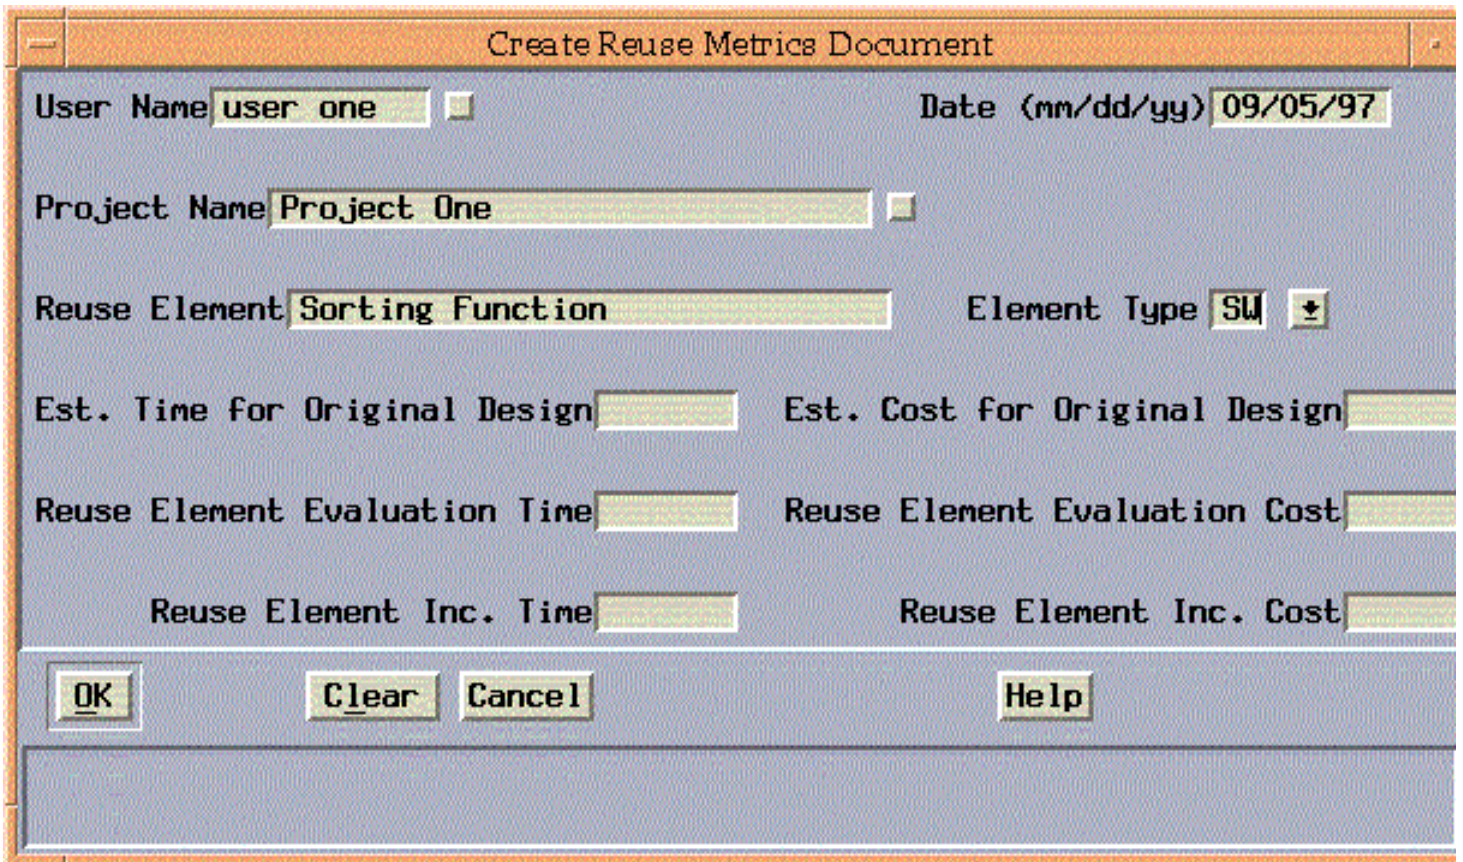 Create Reuse Metrics Document
User Name user one Date (mm/dd/yy) 09/05/97
Project Name Project One
Reuse Element Sorting Function Element Type SW
Est. Time for Original Design Est. Cost for Original Design
Reuse Element Evaluation Time Reuse Element Evaluation Cost
Reuse Element Inc. Time Reuse Element Inc. Cost
OK Clear Cancel Help